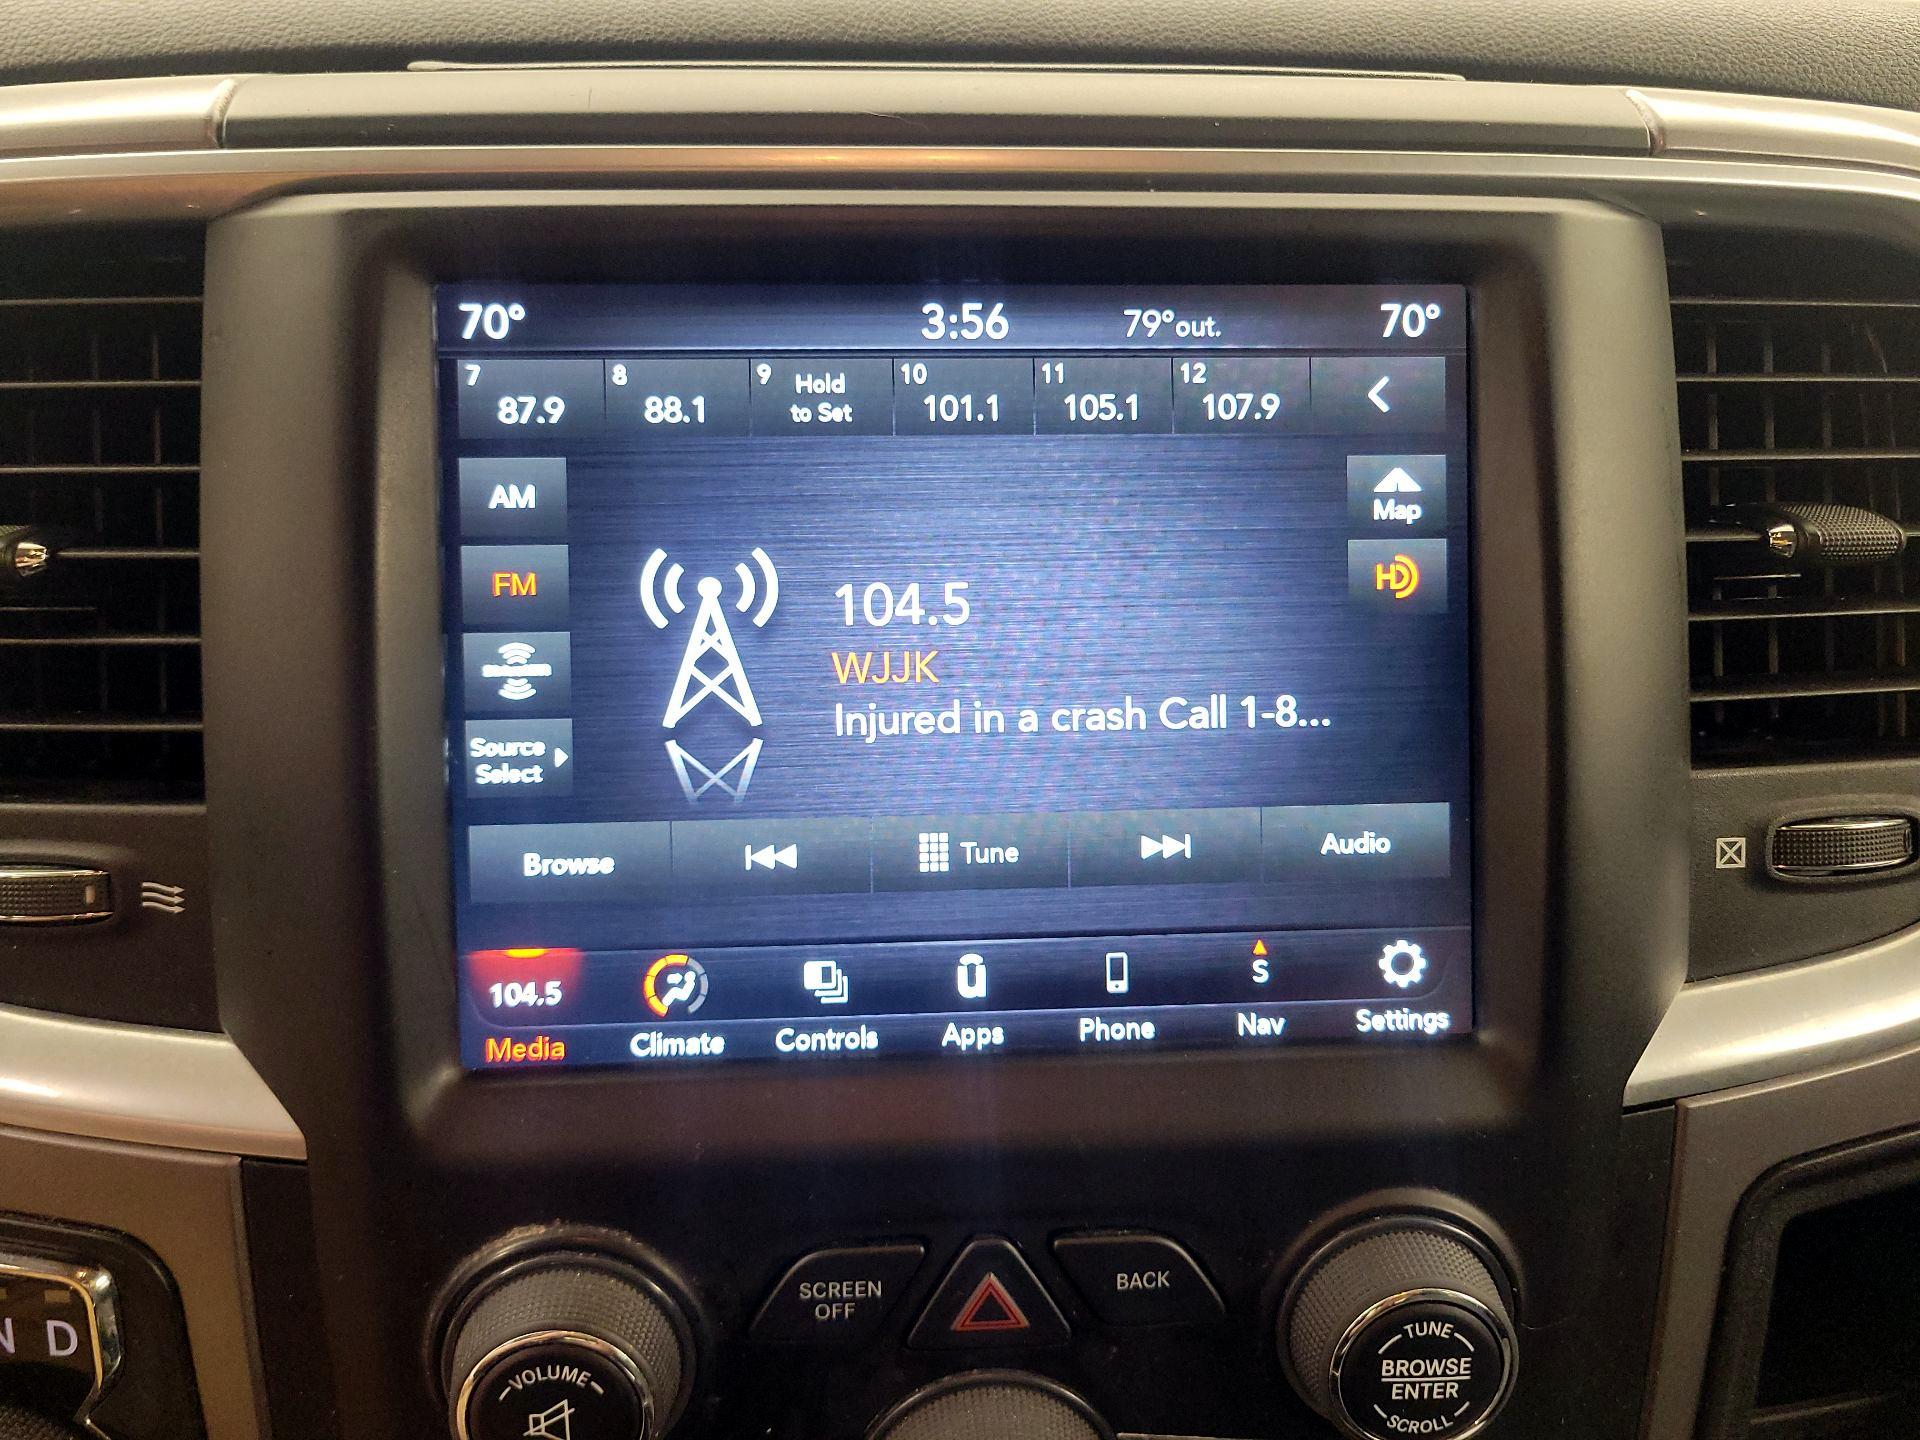 70° 3:56 79°out. 70°
7 8 9 Hold 10 11 12
87.9 88.1 to Set 101.1 105.1 107.9
AM
Map
FM
HD
104.5
WJJK
Injured in a crash Call 1-8...
Source
Select
Browse Tune Audio
104.5 S
Media Climate Controls Apps Phone Nav Settings
SCREEN
OFF
BACK
N D
VOLUME
TUNE
BROWSE
ENTER
SCROLL